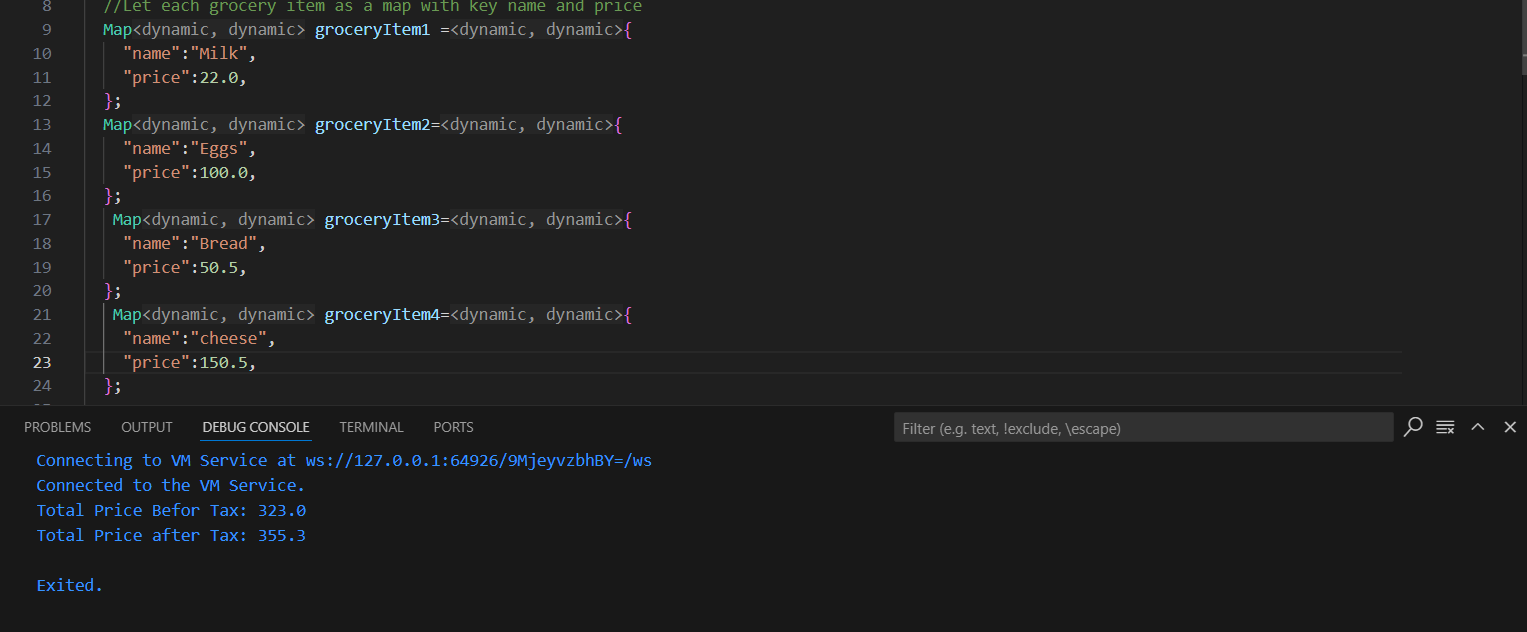 8 //Let each grocery item as a map with key name and price
9 Map<dynamic, dynamic> groceryItem1 =<dynamic, dynamic>{
10 "name":"Milk",
11 "price":22.0,
12 };
13 Map<dynamic, dynamic> groceryItem2=<dynamic, dynamic>{
14 "name":"Eggs",
15 "price":100.0,
16 };
17 Map<dynamic, dynamic> groceryItem3=<dynamic, dynamic>{
18 "name":"Bread",
19 "price":50.5,
20 };
21 Map<dynamic, dynamic> groceryItem4=<dynamic, dynamic>{
22 "name":"cheese",
23 "price":150.5,
24 };
PROBLEMS OUTPUT DEBUG CONSOLE TERMINAL PORTS Filter (e.g. text, !exclude, \escape)
Connecting to VM Service at ws://127.0.0.1:64926/9MjeyvzbhBY=/ws
Connected to the VM Service.
Total Price Befor Tax: 323.0
Total Price after Tax: 355.3
Exited.